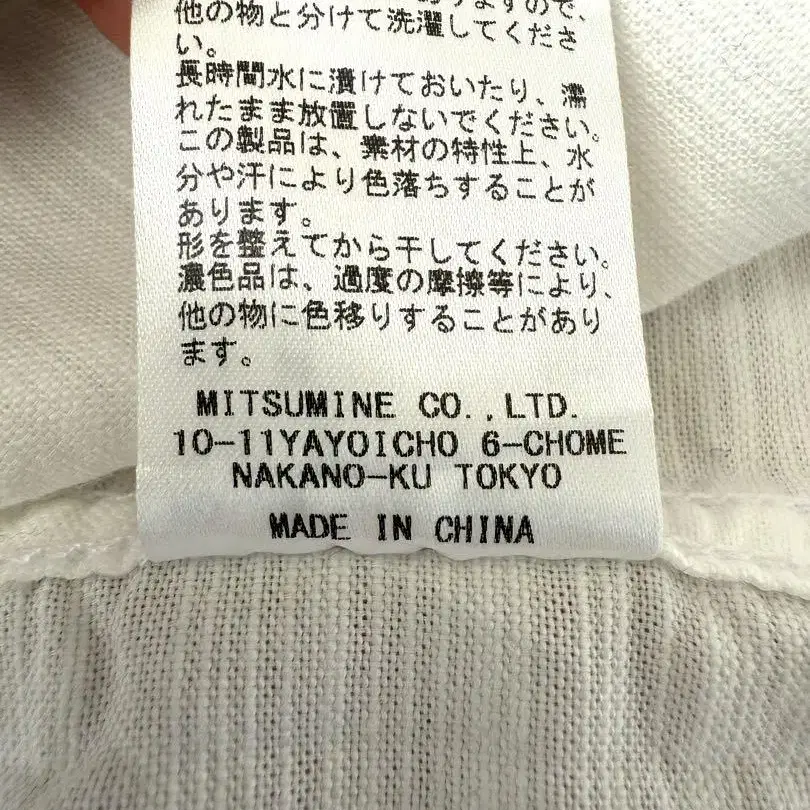 ますので、
他の物と分けて洗濯してくださ
い。
長時間水に漬けておいたり、濡
れたまま放置しないでください。
この製品は、素材の特性上、水
分や汗により色落ちすることが
あります。
形を整えてから干してください。
濃色品は、過度の摩擦等により、
他の物に色移りすることがあり
ます。
MITSUMINE CO.,LTD.
10-11YAYOICHO 6-CHOME
NAKANO-KU TOKYO
MADE IN CHINA